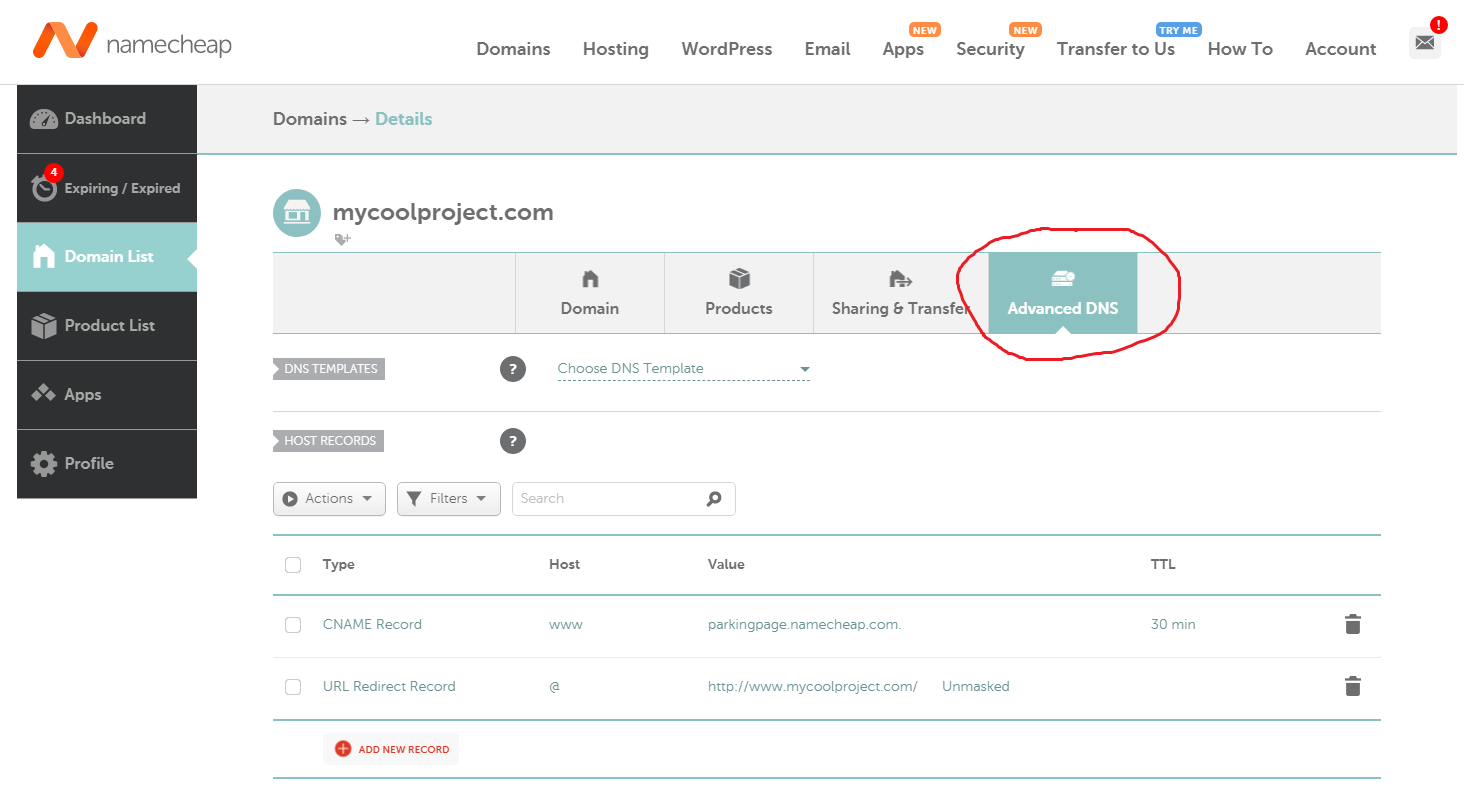 namecheap
Domains Hosting WordPress Email Apps NEW Security NEW Transfer to Us TRY ME How To Account !
Dashboard
4
Expiring / Expired
Domain List
Product List
Apps
Profile
Domains → Details
mycoolproject.com
Domain Products Sharing & Transfer Advanced DNS
DNS TEMPLATES ? Choose DNS Template
HOST RECORDS ?
Actions Filters Search
Type Host Value TTL
CNAME Record www parkingpage.namecheap.com. 30 min
URL Redirect Record @ http://www.mycoolproject.com/ Unmasked
ADD NEW RECORD